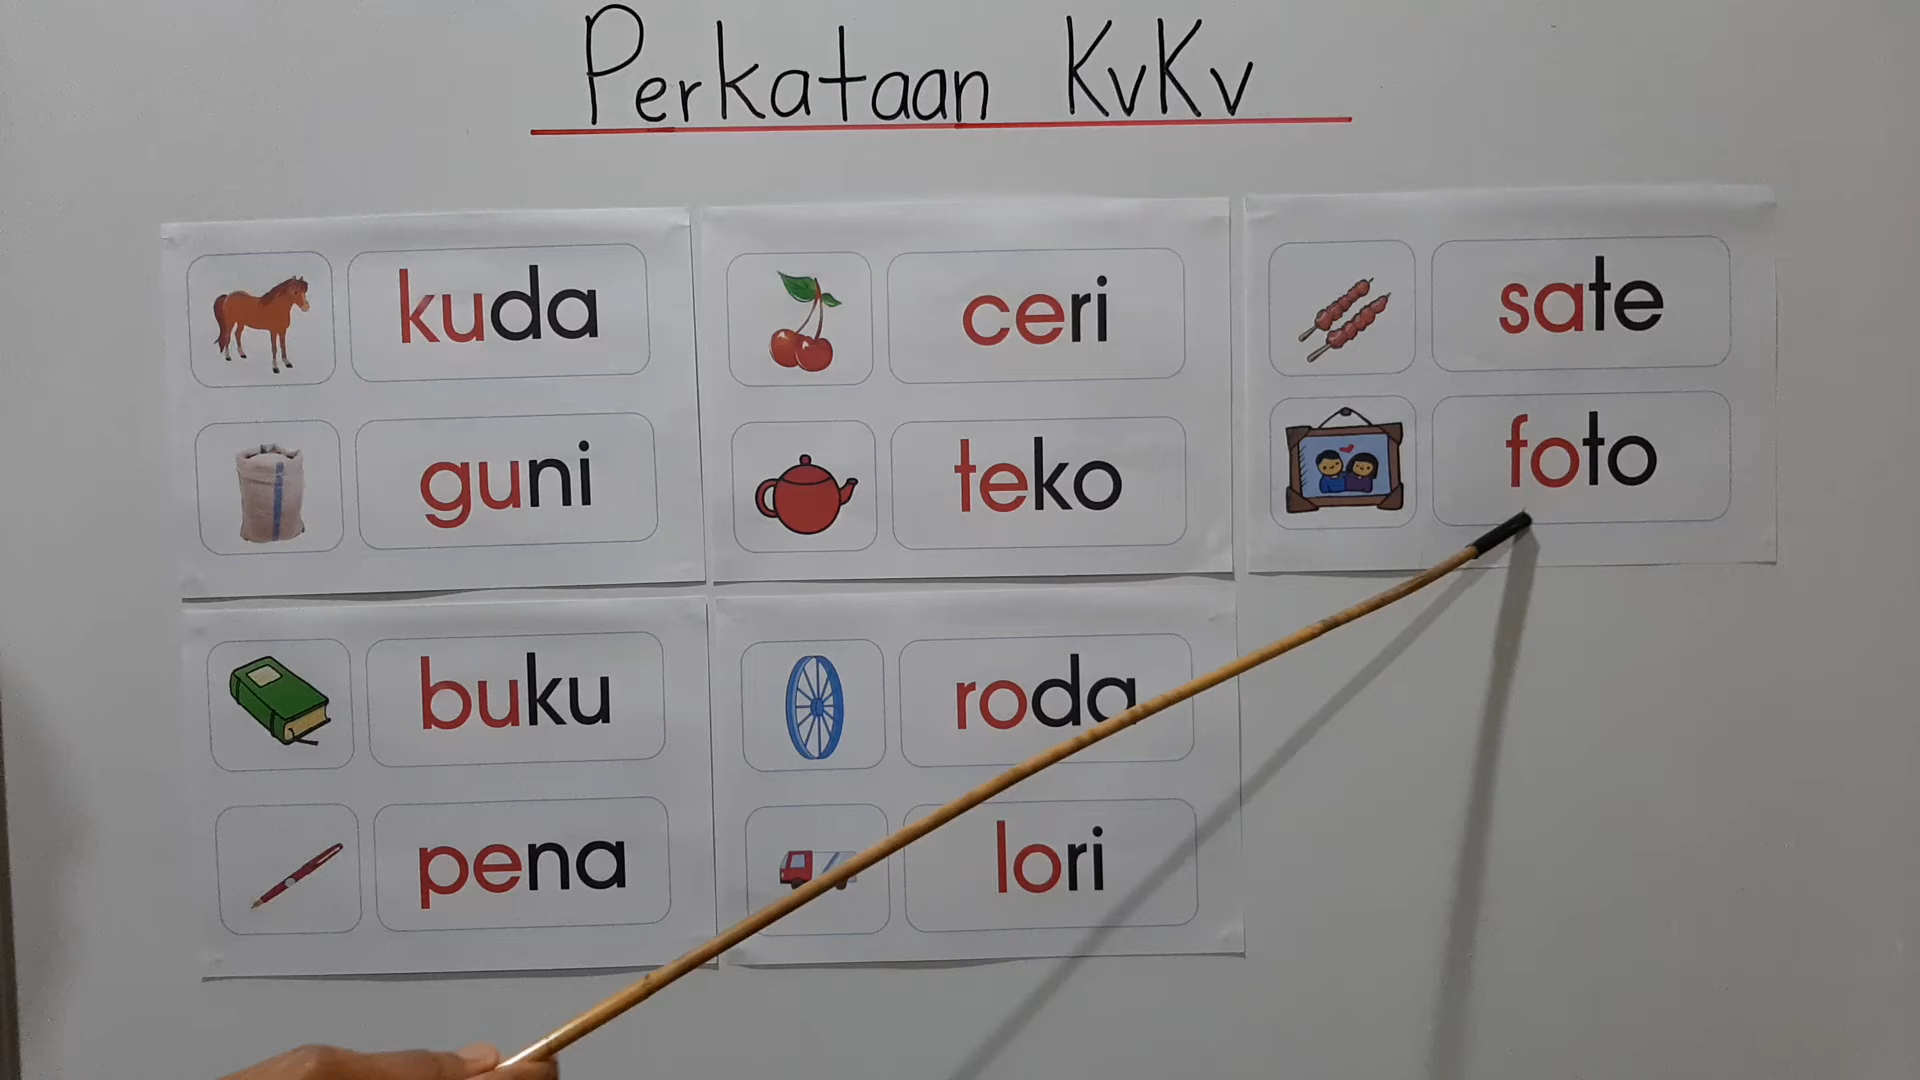 Perkataan KvKv
kuda
guni
buku
pena
ceri
teko
roda
lori
sate
foto